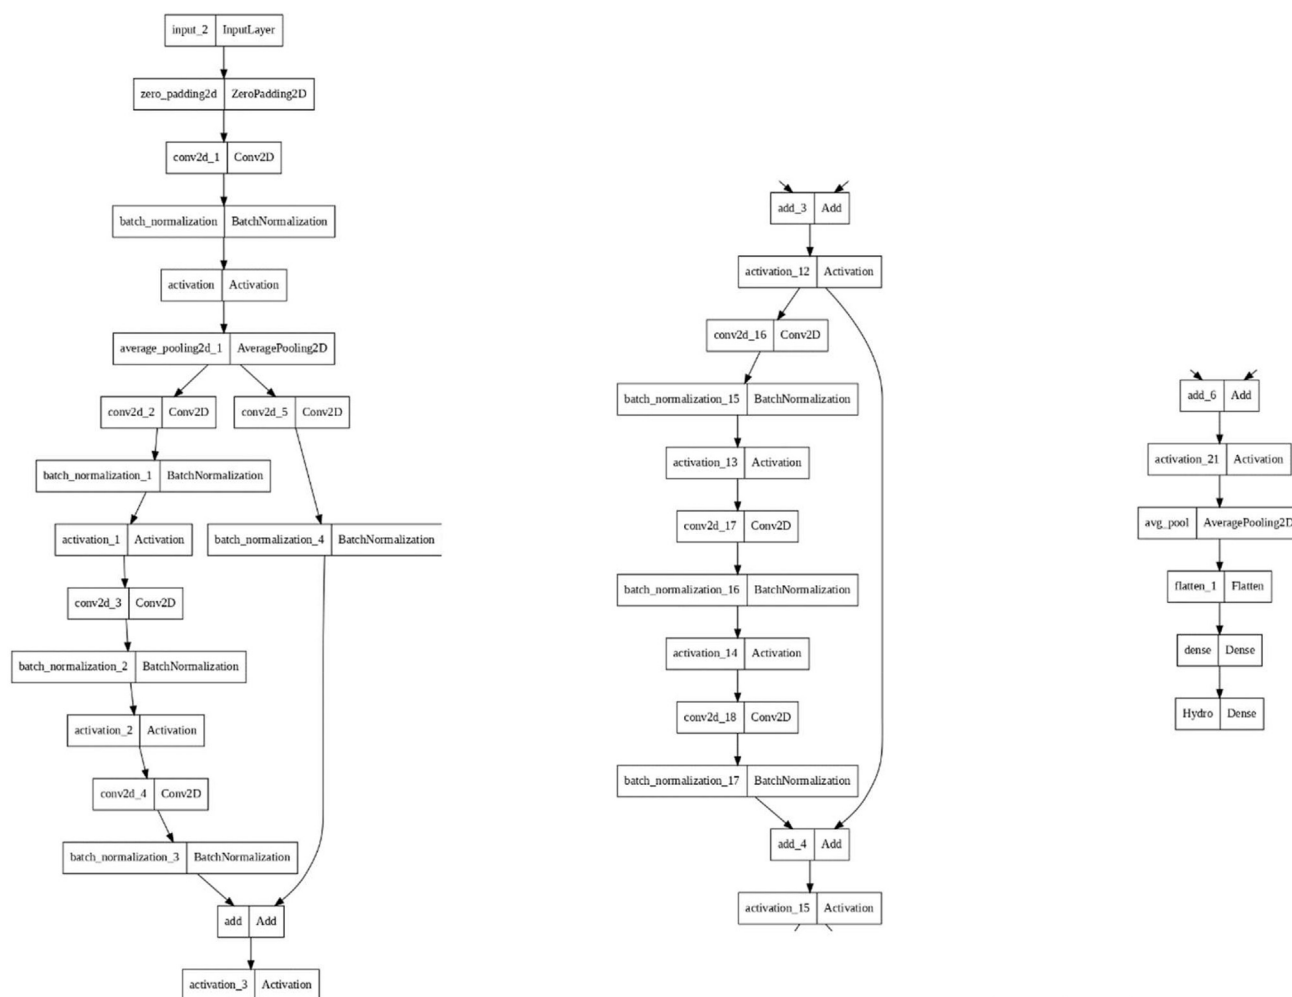 input_2 InputLayer
zero_padding2d ZeroPadding2D
conv2d_1 Conv2D
batch_normalization BatchNormalization
activation Activation
average_pooling2d_1 AveragePooling2D
conv2d_2 Conv2D
conv2d_5 Conv2D
batch_normalization_1 BatchNormalization
activation_1 Activation
batch_normalization_4 BatchNormalization
conv2d_3 Conv2D
batch_normalization_2 BatchNormalization
activation_2 Activation
conv2d_4 Conv2D
batch_normalization_3 BatchNormalization
add Add
activation_3 Activation
add_3 Add
activation_12 Activation
conv2d_16 Conv2D
batch_normalization_15 BatchNormalization
activation_13 Activation
conv2d_17 Conv2D
batch_normalization_16 BatchNormalization
activation_14 Activation
conv2d_18 Conv2D
batch_normalization_17 BatchNormalization
add_4 Add
activation_15 Activation
add_6 Add
activation_21 Activation
avg_pool AveragePooling2D
flatten_1 Flatten
dense Dense
Hydro Dense